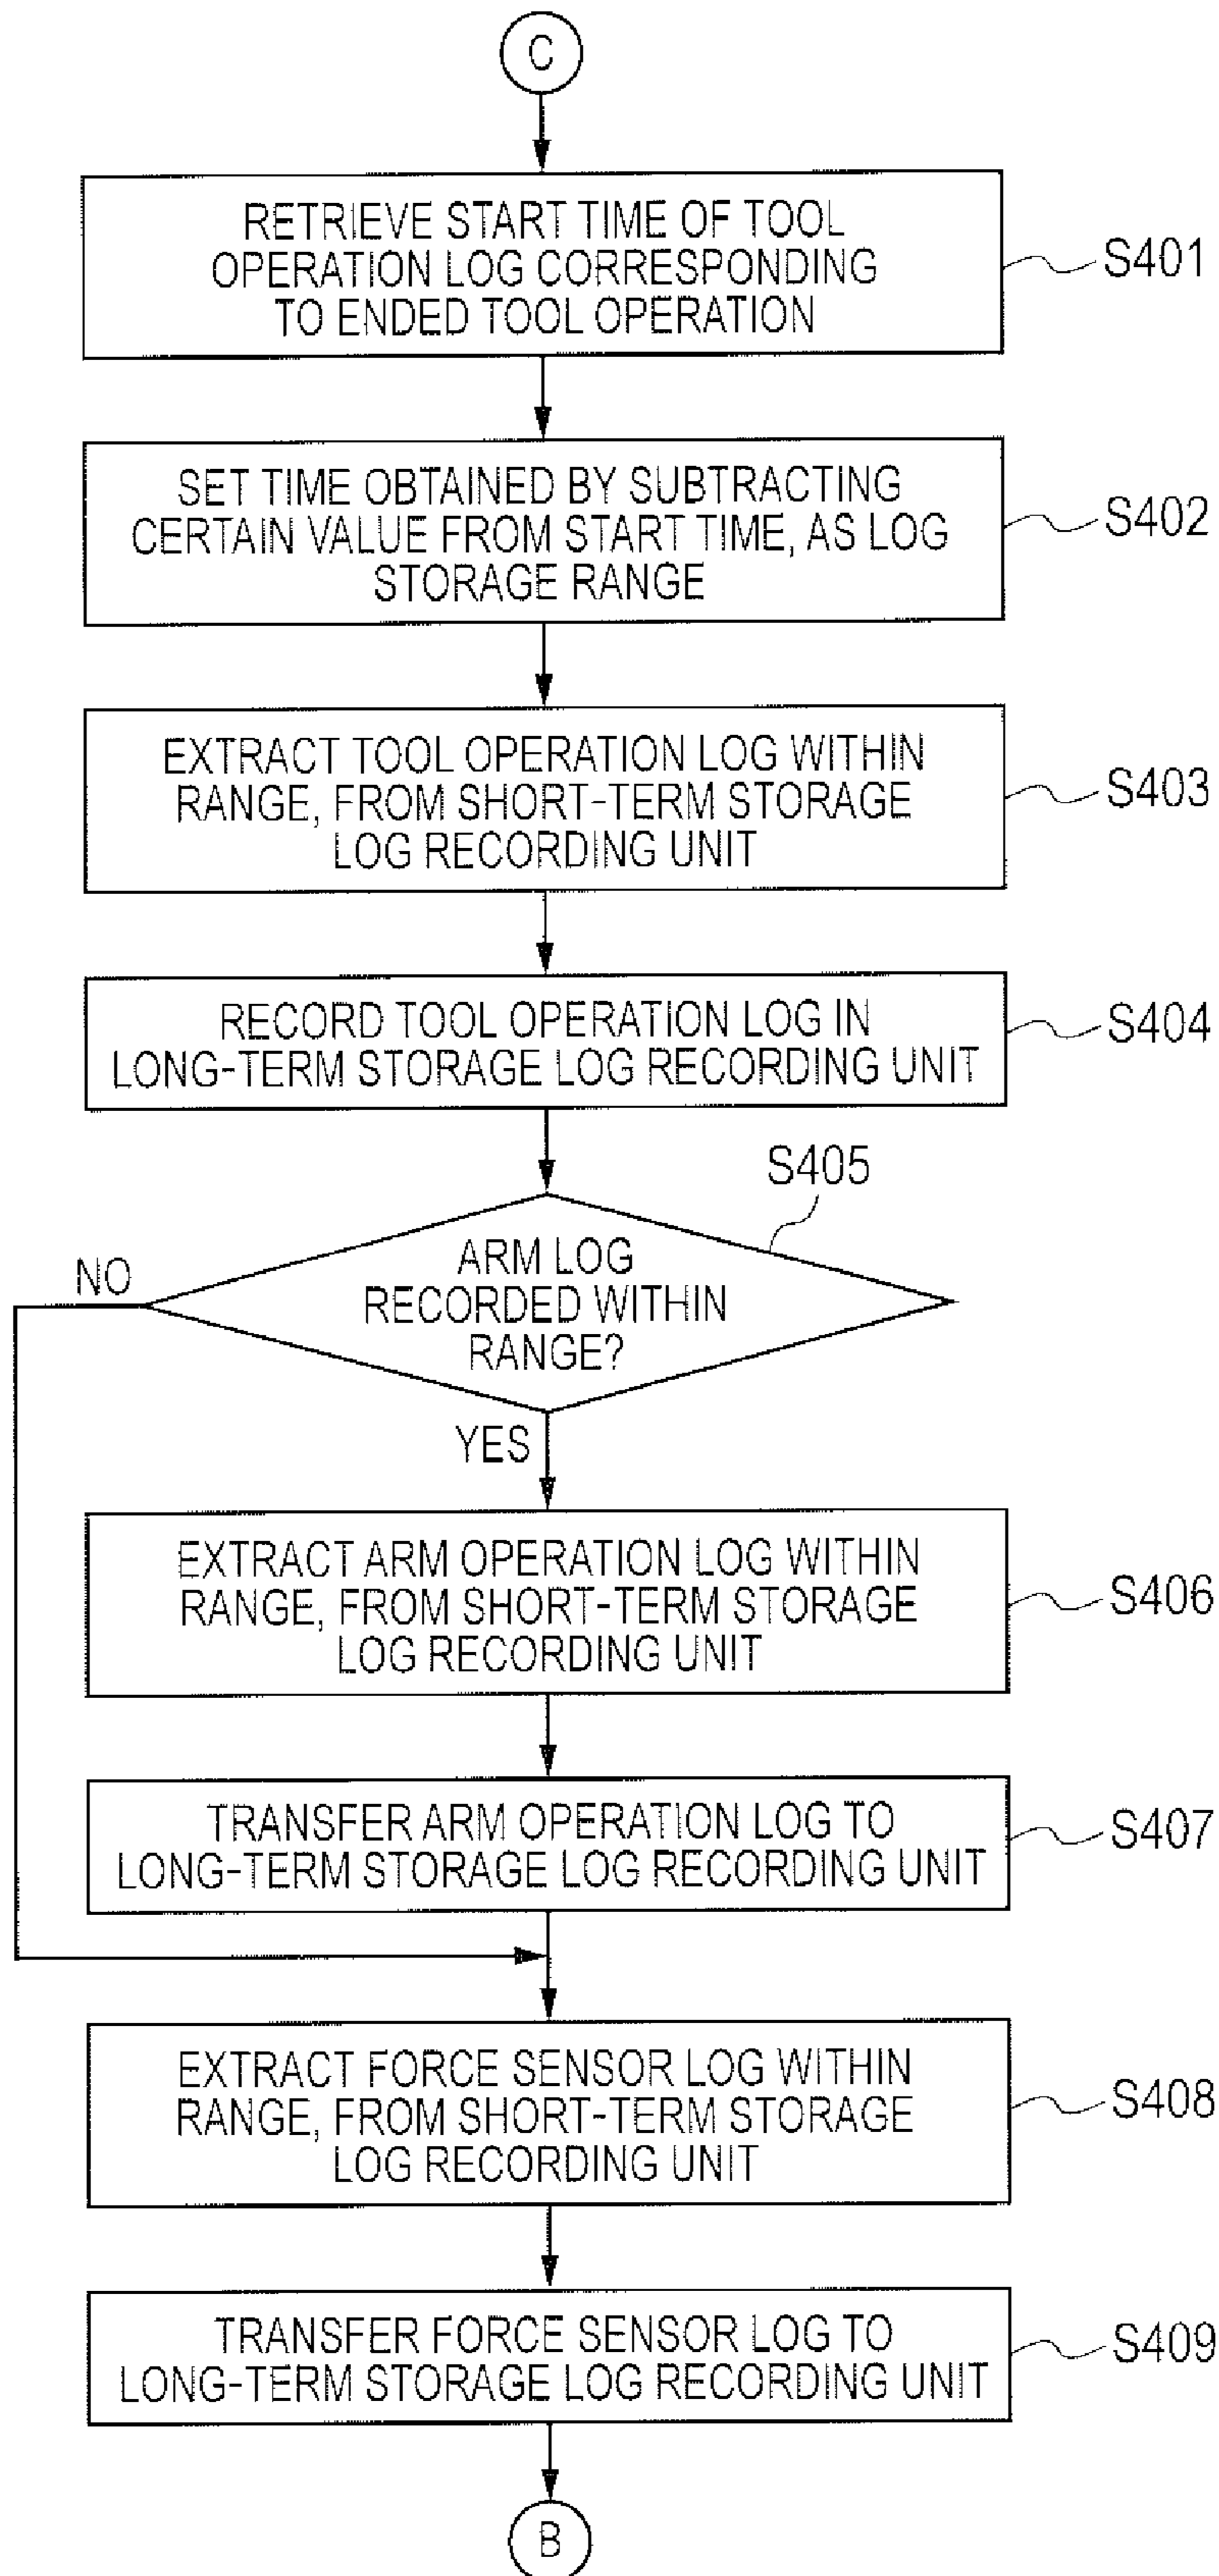 C
RETRIEVE START TIME OF TOOL
OPERATION LOG CORRESPONDING
TO ENDED TOOL OPERATION
S401
SET TIME OBTAINED BY SUBTRACTING
CERTAIN VALUE FROM START TIME, AS LOG
STORAGE RANGE
S402
EXTRACT TOOL OPERATION LOG WITHIN
RANGE, FROM SHORT-TERM STORAGE
LOG RECORDING UNIT
S403
RECORD TOOL OPERATION LOG IN
LONG-TERM STORAGE LOG RECORDING UNIT
S404
S405
ARM LOG
RECORDED WITHIN
RANGE?
NO
YES
EXTRACT ARM OPERATION LOG WITHIN
RANGE, FROM SHORT-TERM STORAGE
LOG RECORDING UNIT
S406
TRANSFER ARM OPERATION LOG TO
LONG-TERM STORAGE LOG RECORDING UNIT
S407
EXTRACT FORCE SENSOR LOG WITHIN
RANGE, FROM SHORT-TERM STORAGE
LOG RECORDING UNIT
S408
TRANSFER FORCE SENSOR LOG TO
LONG-TERM STORAGE LOG RECORDING UNIT
S409
B